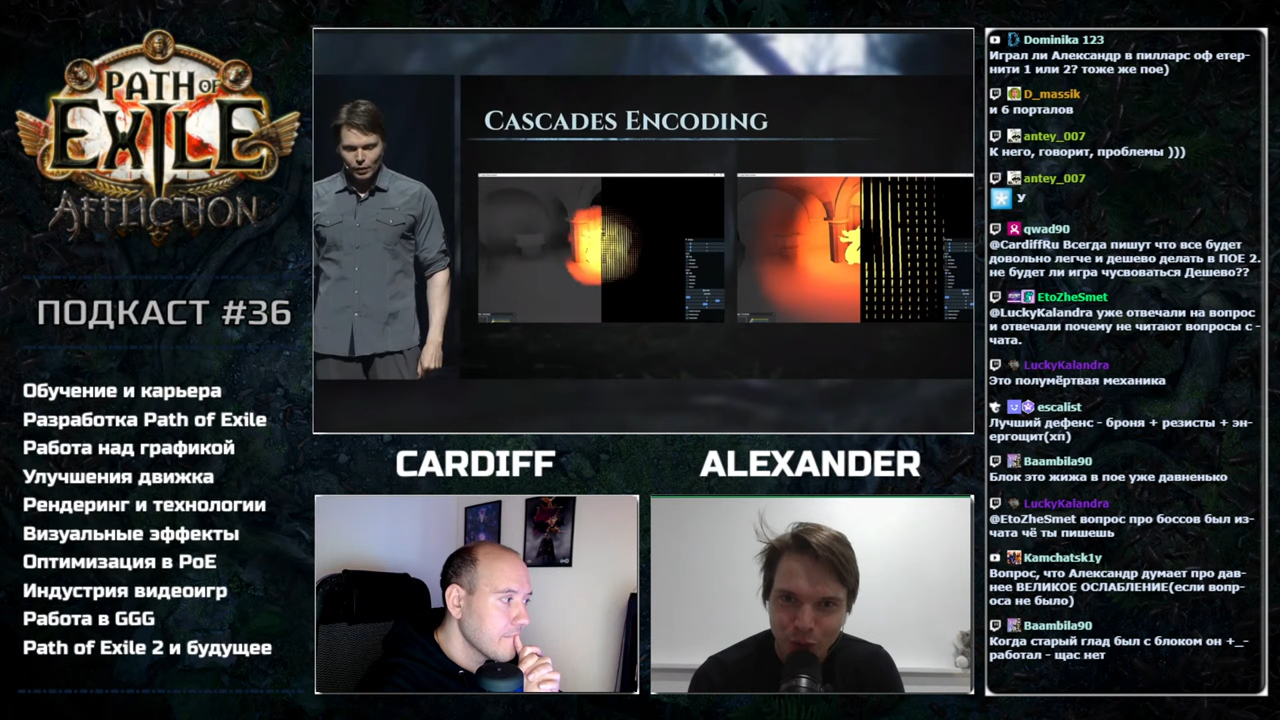 PATH OF
EXILE
AFFLICTION
ПОДКАСТ #36
Обучение и карьера
Разработка Path of Exile
Работа над графикой
Улучшения движка
Рендеринг и технологии
Визуальные эффекты
Оптимизация в PoE
Индустрия видеоигр
Работа в GGG
Path of Exile 2 и будущее
CASCADES ENCODING
CARDIFF
ALEXANDER
Dominika 123
Играл ли Александр в пилларс оф етер-
нити 1 или 2? тоже же пое)
D_massik
и 6 порталов
antey_007
К него, говорит, проблемы )))
antey_007
У
qwad90
@CardiffRu Всегда пишут что все будет
довольно легче и дешево делать в ПОЕ 2.
не будет ли игра чусвоваться Дешево??
EtoZheSmet
@LuckyKalandra уже отвечали на вопрос
и отвечали почему не читают вопросы с -
чата.
LuckyKalandra
Это полумёртвая механика
escalist
Лучший дефенс - броня + резисты + эн-
ергощит(хп)
Baambila90
Блок это жижа в пое уже давненько
LuckyKalandra
@EtoZheSmet вопрос про боссов был из-
чата чё ты пишешь
Kamchatsk1y
Вопрос, что Александр думает про дав-
нее ВЕЛИКОЕ ОСЛАБЛЕНИЕ(если вопр-
оса не было)
Baambila90
Когда старый глад был с блоком он +_-
работал - щас нет